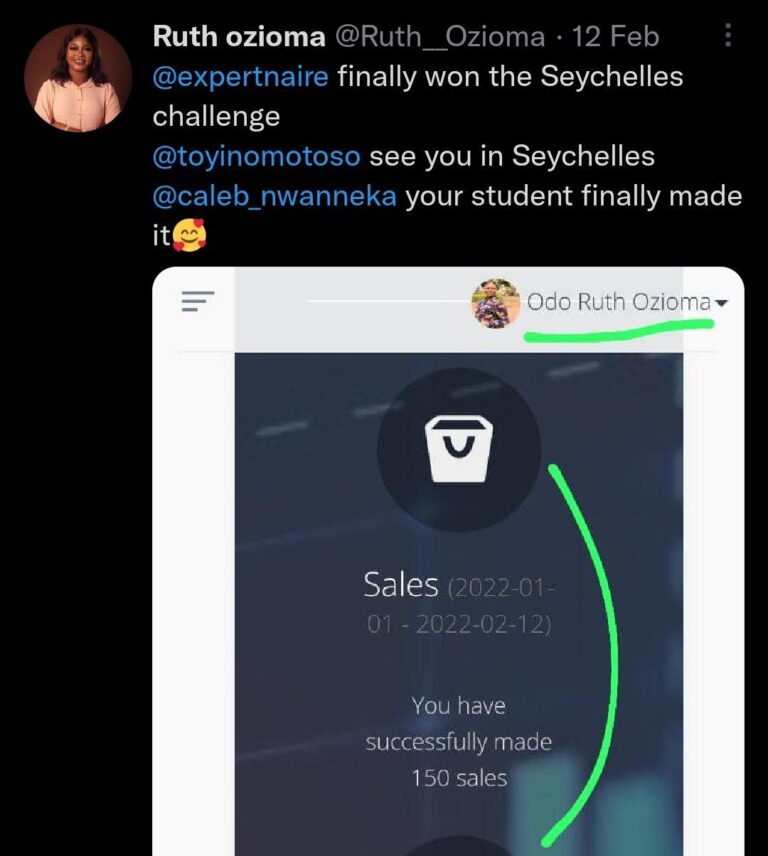 Ruth ozioma @Ruth__Ozioma · 12 Feb
@expertnaire finally won the Seychelles
challenge
@toyinomotoso see you in Seychelles
@caleb_nwanneka your student finally made
it🥰
Odo Ruth Ozioma
Sales (2022-01-
01 - 2022-02-12)
You have
successfully made
150 sales